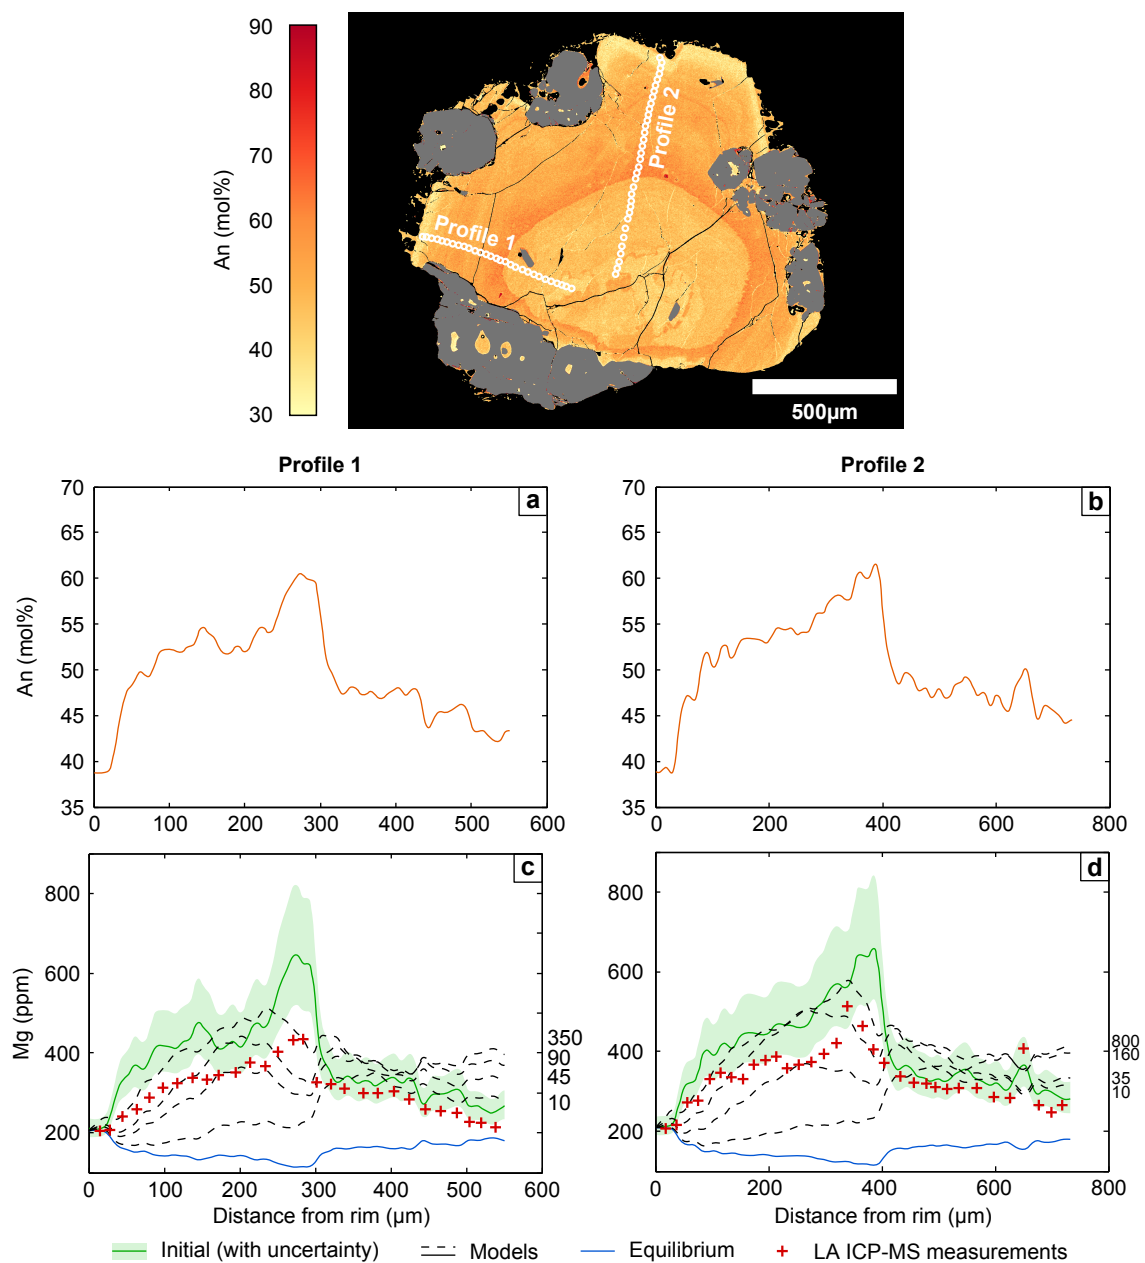 90
80
70
60
50
40
30
An (mol%)
Profile 1
Profile 2
500µm
Profile 1
Profile 2
a
b
70
65
60
55
50
45
40
35
An (mol%)
0 100 200 300 400 500 600
70
65
60
55
50
45
40
35
0 200 400 600 800
c
d
800
600
400
200
Mg (ppm)
350
90
45
10
0 100 200 300 400 500 600
Distance from rim (µm)
800
600
400
200
800
160
35
10
0 200 400 600 800
Distance from rim (µm)
Initial (with uncertainty) Models Equilibrium LA ICP-MS measurements